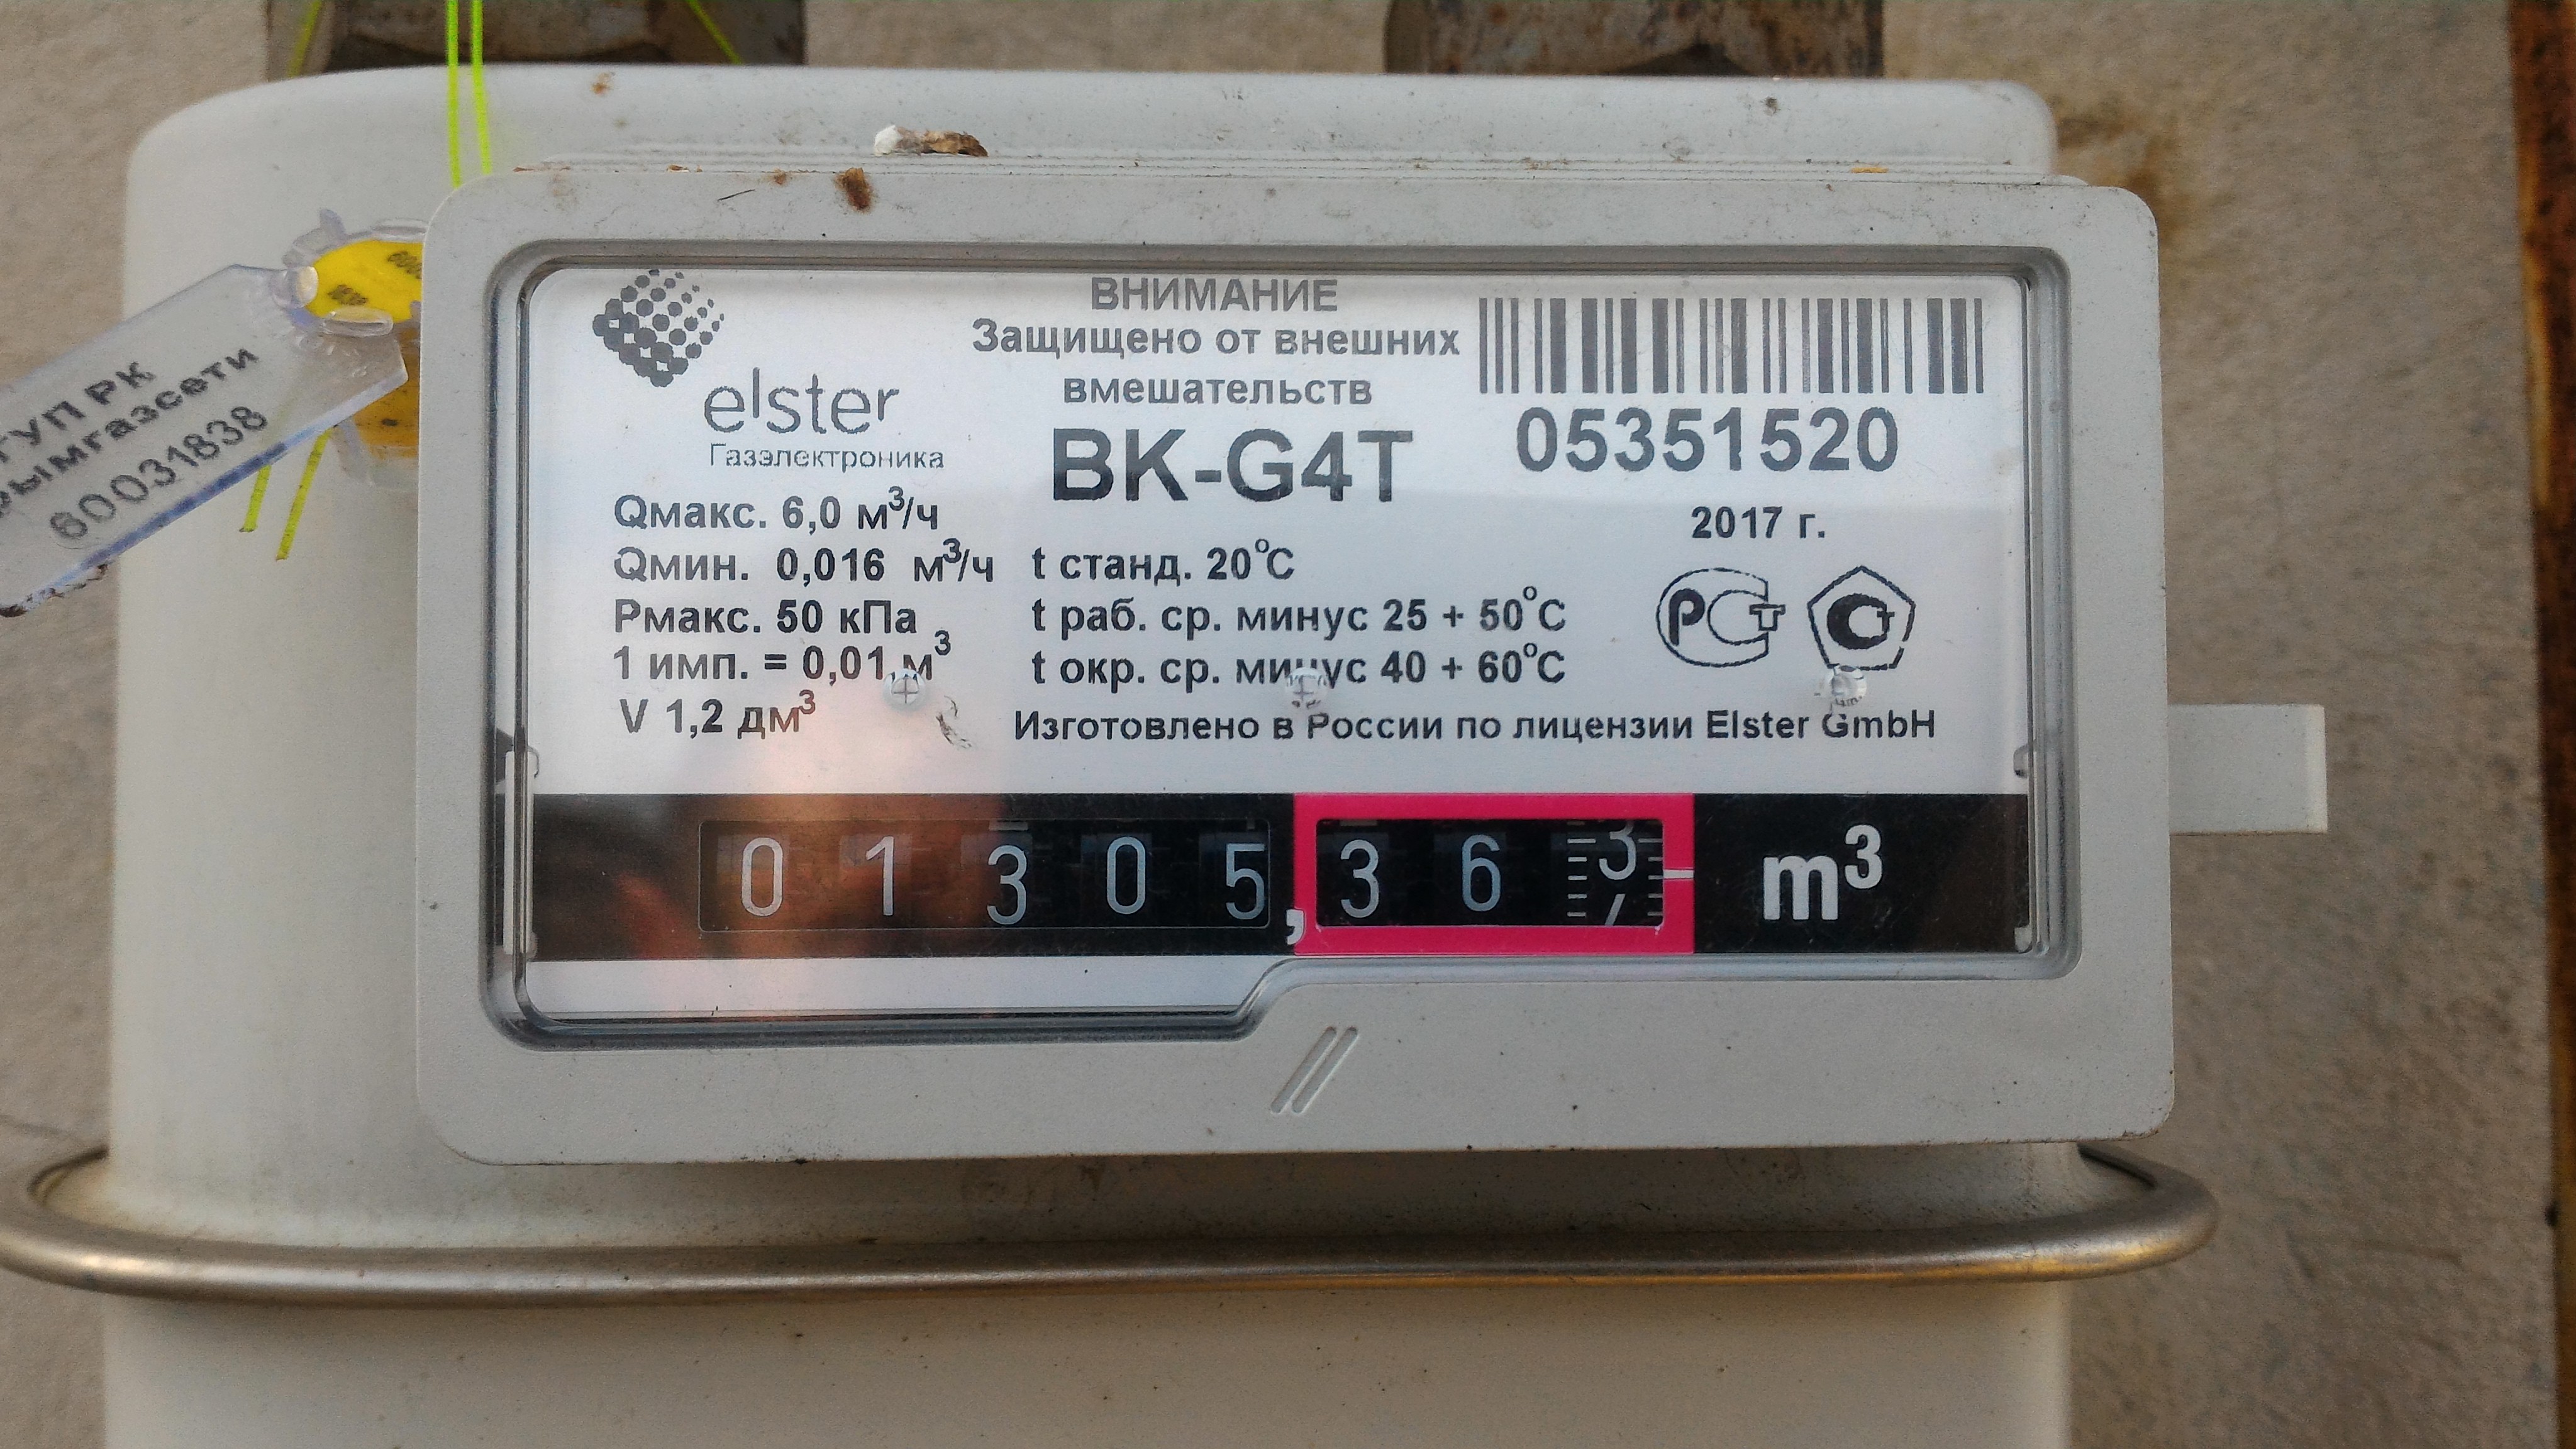 ВНИМАНИЕ
Защищено от внешних
вмешательств
elster
Газэлектроника
BK-G4T
05351520
2017 г.
Qмакс. 6,0 м³/ч
Qмин. 0,016 м³/ч
Pмакс. 50 кПа
1 имп. = 0,01 м³
V 1,2 дм³
t станд. 20°C
t раб. ср. минус 25 + 50°C
t окр. ср. минус 40 + 60°C
РСТ
Изготовлено в России по лицензии Elster GmbH
01305,363 m³
ГУП РК
60031838